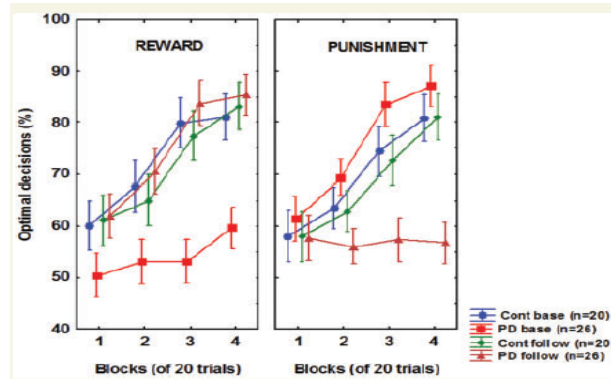 REWARD
PUNISHMENT
Optimal decisions (%)
100
90
80
70
60
50
40
1 2 3 4
1 2 3 4
Blocks (of 20 trials)
Blocks (of 20 trials)
Cont base (n=20)
PD base (n=26)
Cont follow (n=20
PD follow (n=26)